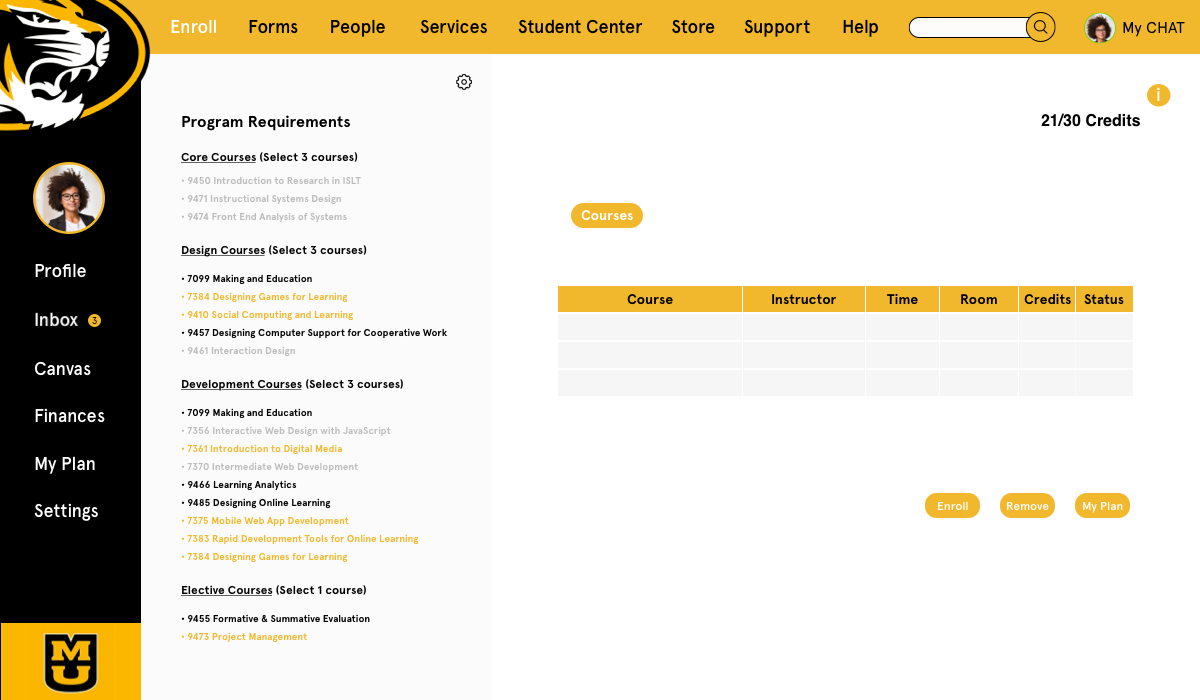 Enroll Forms People Services Student Center Store Support Help My CHAT
i
21/30 Credits
Profile
Inbox 3
Canvas
Finances
My Plan
Settings
MU
Program Requirements
Core Courses (Select 3 courses)
• 9450 Introduction to Research in ISLT
• 9471 Instructional Systems Design
• 9474 Front End Analysis of Systems
Design Courses (Select 3 courses)
• 7099 Making and Education
• 7384 Designing Games for Learning
• 9410 Social Computing and Learning
• 9457 Designing Computer Support for Cooperative Work
• 9461 Interaction Design
Development Courses (Select 3 courses)
• 7099 Making and Education
• 7356 Interactive Web Design with JavaScript
• 7361 Introduction to Digital Media
• 7370 Intermediate Web Development
• 9466 Learning Analytics
• 9485 Designing Online Learning
• 7375 Mobile Web App Development
• 7383 Rapid Development Tools for Online Learning
• 7384 Designing Games for Learning
Elective Courses (Select 1 course)
• 9455 Formative & Summative Evaluation
• 9473 Project Management
Courses
Course Instructor Time Room Credits Status
Enroll Remove My Plan